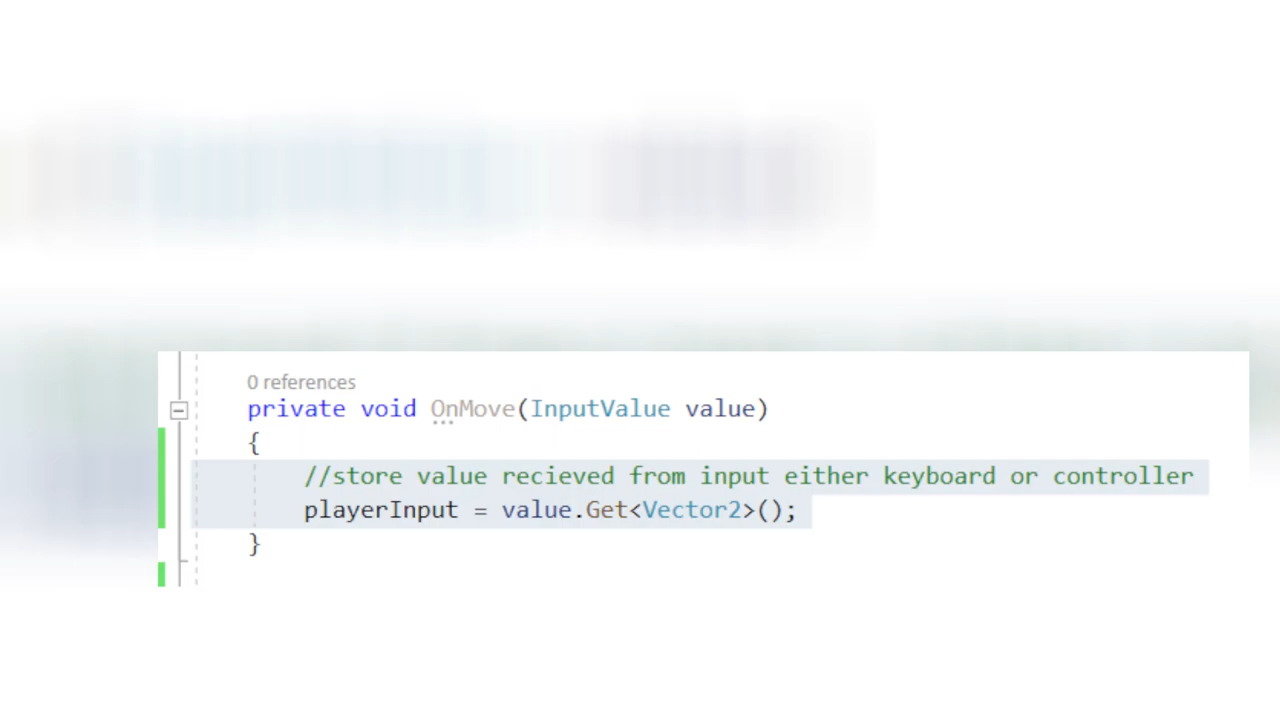 0 references
private void OnMove(InputValue value)
{
//store value recieved from input either keyboard or controller
playerInput = value.Get<Vector2>();
}